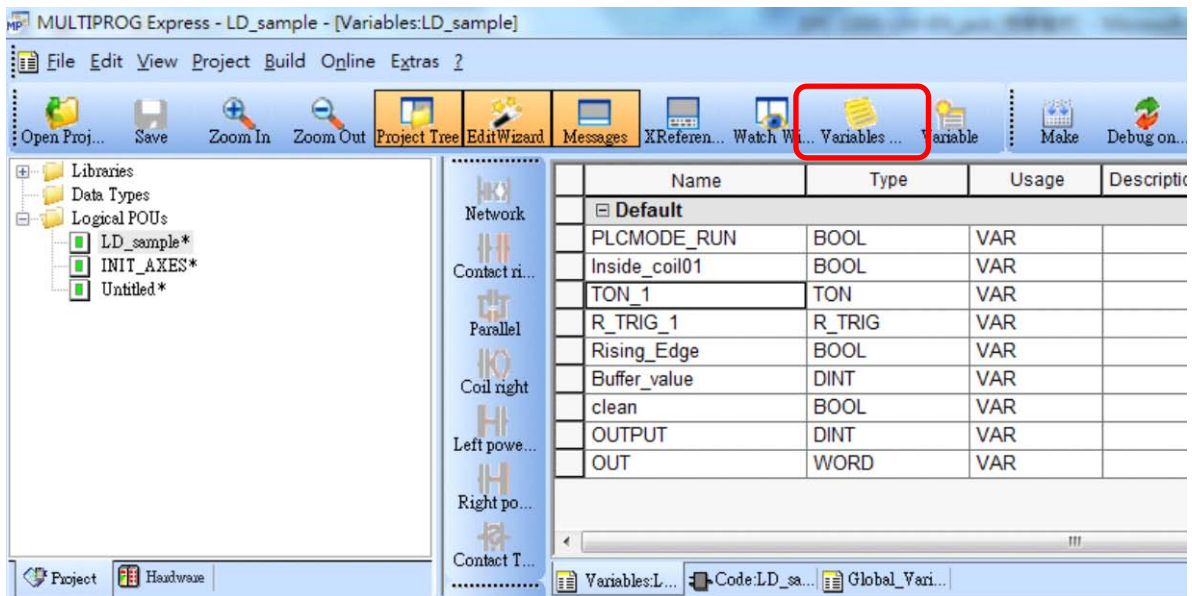 MP MULTIPROG Express - LD_sample - [Variables:LD_sample]
File Edit View Project Build Online Extras ?
Open Proj... Save Zoom In Zoom Out Project Tree Edit Wizard Messages XReferen... Watch Wi... Variables ... Variable Make Debug on...
Libraries
Data Types
Logical POUs
LD_sample*
INIT_AXES*
Untitled*
Network
Contact ri...
Parallel
Coil right
Left powe...
Right po...
Contact T...
Name Type Usage Descriptio
Default
PLCMODE_RUN BOOL VAR
Inside_coil01 BOOL VAR
TON_1 TON VAR
R_TRIG_1 R_TRIG VAR
Rising_Edge BOOL VAR
Buffer_value DINT VAR
clean BOOL VAR
OUTPUT DINT VAR
OUT WORD VAR
Project Hardware
Variables:L... Code:LD_sa... Global_Vari...